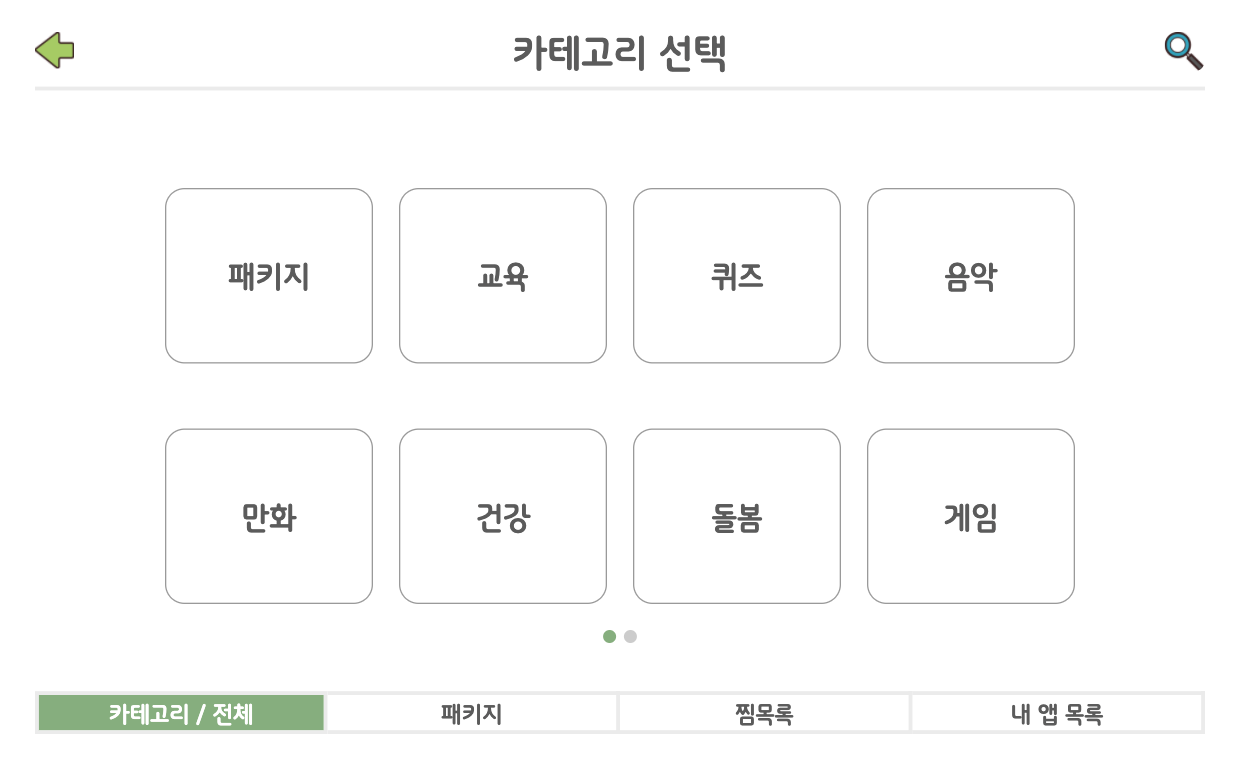 카테고리 선택
패키지
교육
퀴즈
음악
만화
건강
돌봄
게임
카테고리 / 전체
패키지
찜목록
내 앱 목록